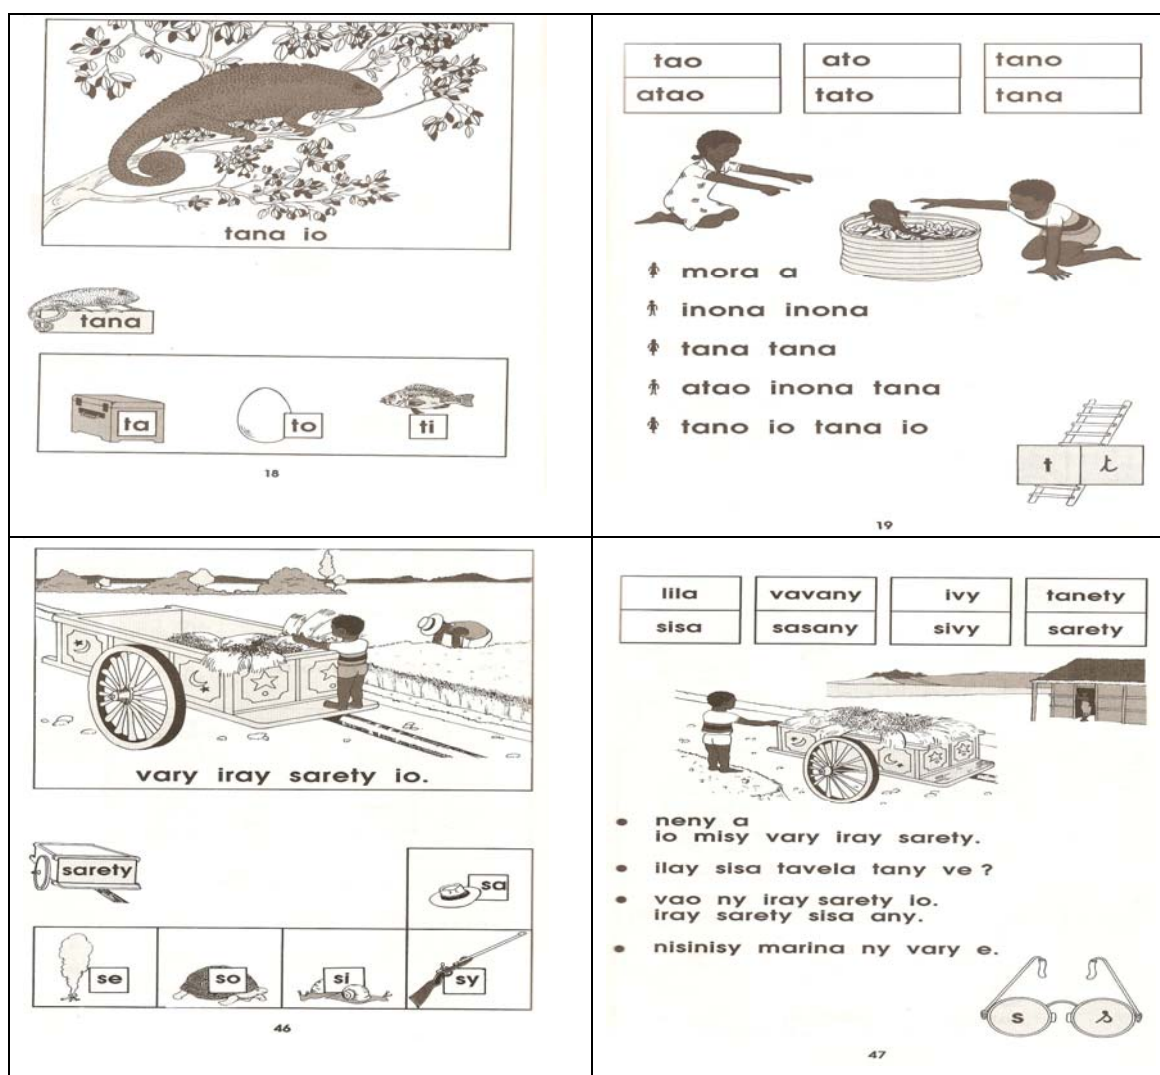 tana io
tana
ta to ti
18
tao ato tano
atao tato tana
mora a
inona inona
tana tana
atao inona tana
tano io tana io
t t
19
vary iray sarety io.
sarety
sa
se so si sy
46
lila vavany ivy tanety
sisa sasany sivy sarety
neny a
io misy vary iray sarety.
ilay sisa tavela tany ve ?
vao ny iray sarety io.
iray sarety sisa any.
nisinisy marina ny vary e.
s s
47